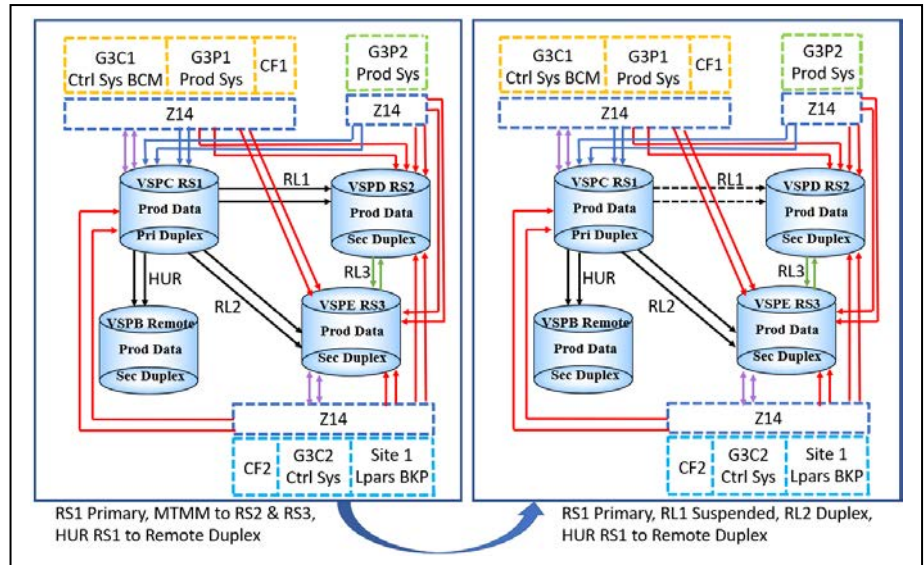 G3C1
Ctrl Sys BCM
G3P1
Prod Sys
CF1
G3P2
Prod Sys
Z14
Z14
VSPC RS1
Prod Data
Pri Duplex
RL1
VSPD RS2
Prod Data
Sec Duplex
HUR
RL2
RL3
VSPE RS3
Prod Data
Sec Duplex
VSPB Remote
Prod Data
Sec Duplex
Z14
CF2
G3C2
Ctrl Sys
Site 1
Lpars BKP
RS1 Primary, MTMM to RS2 & RS3,
HUR RS1 to Remote Duplex
G3C1
Ctrl Sys BCM
G3P1
Prod Sys
CF1
G3P2
Prod Sys
Z14
Z14
VSPC RS1
Prod Data
Pri Duplex
RL1
VSPD RS2
Prod Data
Sec Duplex
HUR
RL2
RL3
VSPE RS3
Prod Data
Sec Duplex
VSPB Remote
Prod Data
Sec Duplex
Z14
CF2
G3C2
Ctrl Sys
Site 1
Lpars BKP
RS1 Primary, RL1 Suspended, RL2 Duplex,
HUR RS1 to Remote Duplex